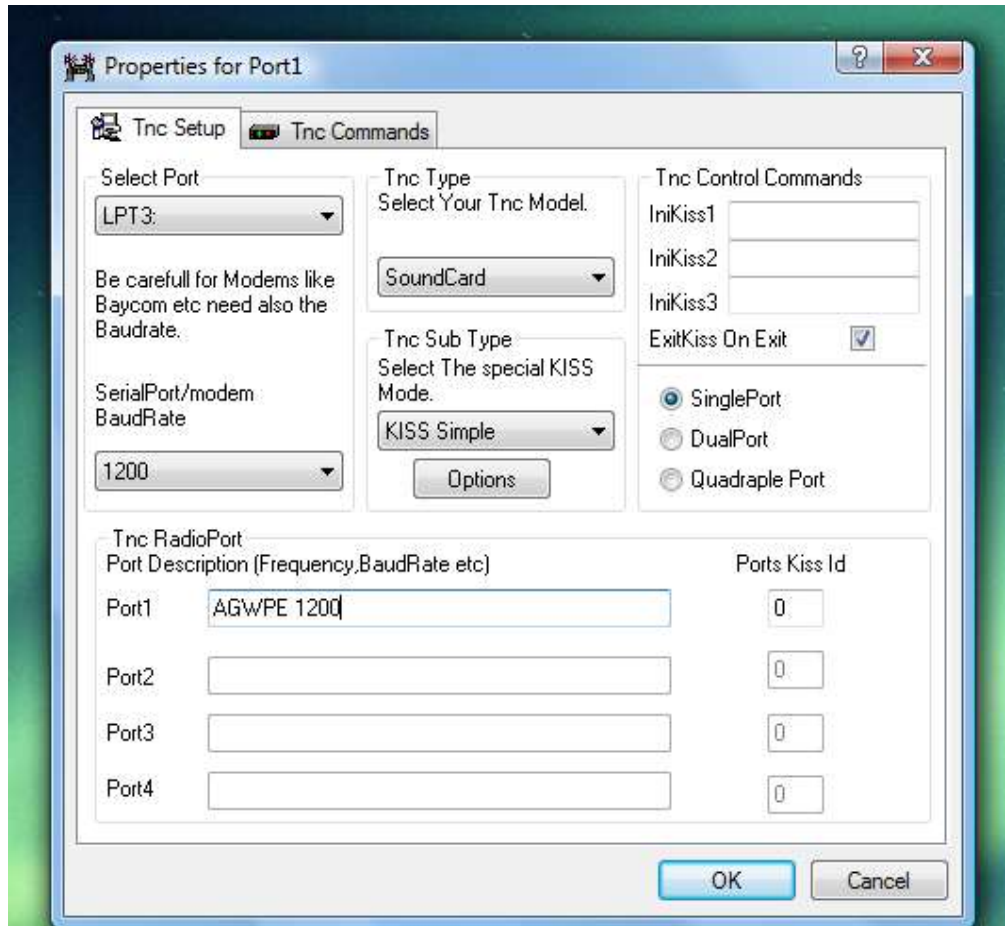 Properties for Port1
Tnc Setup
Tnc Commands
Select Port
LPT3:
Be carefull for Modems like
Baycom etc need also the
Baudrate.
SerialPort/modem
BaudRate
1200
Tnc Type
Select Your Tnc Model.
SoundCard
Tnc Sub Type
Select The special KISS
Mode.
KISS Simple
Options
Tnc Control Commands
IniKiss1
IniKiss2
IniKiss3
ExitKiss On Exit
SinglePort
DualPort
Quadraple Port
Tnc RadioPort
Port Description (Frequency,BaudRate etc)
Ports Kiss Id
Port1 AGWPE 1200 0
Port2 0
Port3 0
Port4 0
OK
Cancel